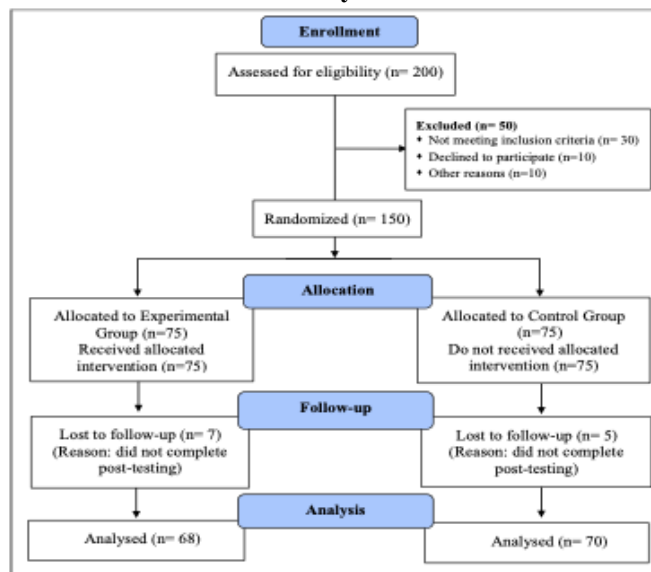 Enrollment
Assessed for eligibility (n= 200)
Excluded (n= 50)
✦ Not meeting inclusion criteria (n= 30)
✦ Declined to participate (n=10)
✦ Other reasons (n=10)
Randomized (n= 150)
Allocation
Allocated to Experimental
Group (n=75)
Received allocated
intervention (n=75)
Allocated to Control Group
(n=75)
Do not received allocated
intervention (n=75)
Follow-up
Lost to follow-up (n= 7)
(Reason: did not complete
post-testing)
Lost to follow-up (n= 5)
(Reason: did not complete
post-testing)
Analysis
Analysed (n= 68)
Analysed (n= 70)